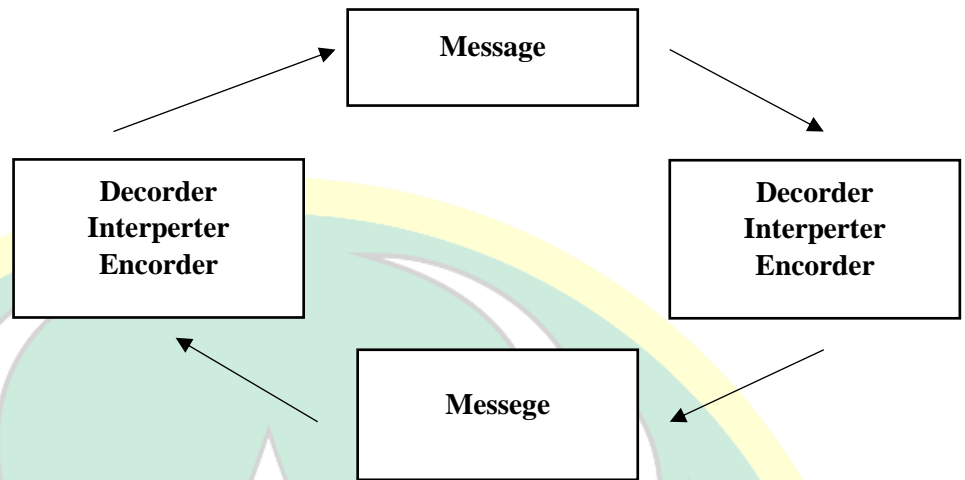 Message
Decorder
Interperter
Encorder
Decorder
Interperter
Encorder
Messege